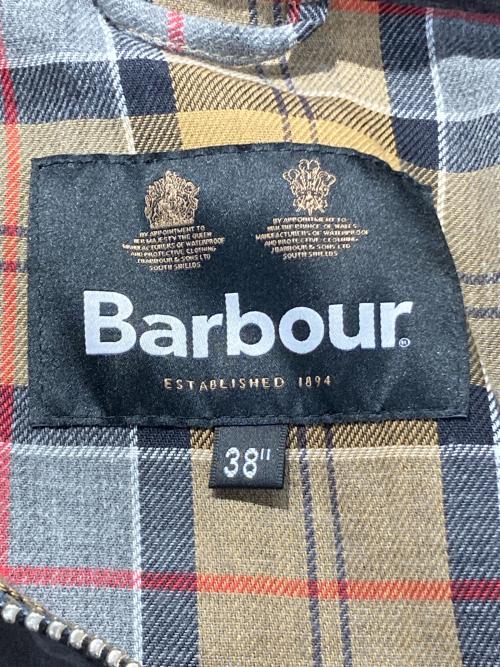 BY APPOINTMENT TO
HER MAJESTY THE QUEEN
MANUFACTURERS OF WATERPROOF
AND PROTECTIVE CLOTHING
J BARBOUR & SONS LTD
SOUTH SHIELDS
BY APPOINTMENT TO
HRH THE PRINCE OF WALES
MANUFACTURERS OF WATERPROOF
AND PROTECTIVE CLOTHING
J BARBOUR & SONS LTD
SOUTH SHIELDS
Barbour®
ESTABLISHED 1894
38"